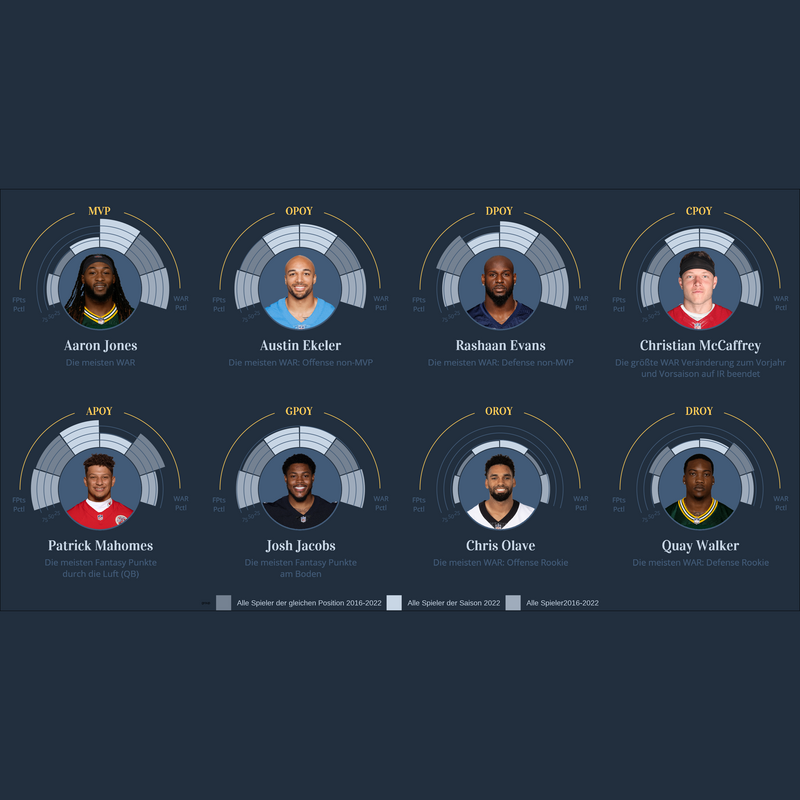 MVP
FPts
Pctl
WAR
Pctl
Aaron Jones
Die meisten WAR
OPOY
FPts
Pctl
WAR
Pctl
Austin Ekeler
Die meisten WAR: Offense non-MVP
DPOY
FPts
Pctl
WAR
Pctl
Rashaan Evans
Die meisten WAR: Defense non-MVP
CPOY
FPts
Pctl
WAR
Pctl
Christian McCaffrey
Die größte WAR Veränderung zum Vorjahr
und Vorsaison auf IR beendet
APOY
FPts
Pctl
WAR
Pctl
Patrick Mahomes
Die meisten Fantasy Punkte
durch die Luft (QB)
GPOY
FPts
Pctl
WAR
Pctl
Josh Jacobs
Die meisten Fantasy Punkte
am Boden
OROY
FPts
Pctl
WAR
Pctl
Chris Olave
Die meisten WAR: Offense Rookie
DROY
FPts
Pctl
WAR
Pctl
Quay Walker
Die meisten WAR: Defense Rookie
Alle Spieler der gleichen Position 2016-2022
Alle Spieler der Saison 2022
Alle Spieler2016-2022